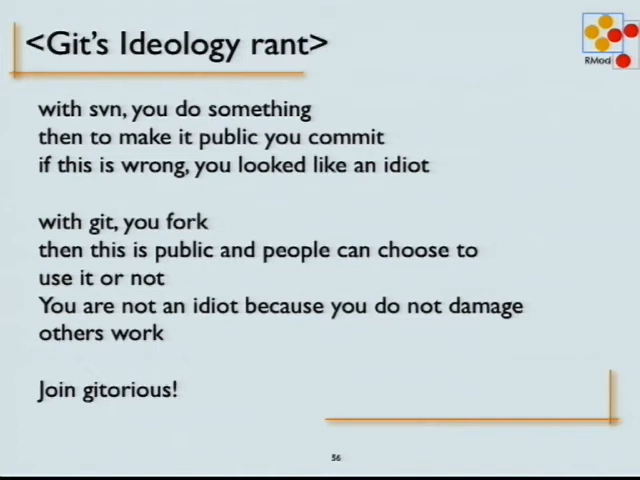 <Git's Ideology rant>
RMod
with svn, you do something
then to make it public you commit
if this is wrong, you looked like an idiot
with git, you fork
then this is public and people can choose to
use it or not
You are not an idiot because you do not damage
others work
Join gitorious!
56